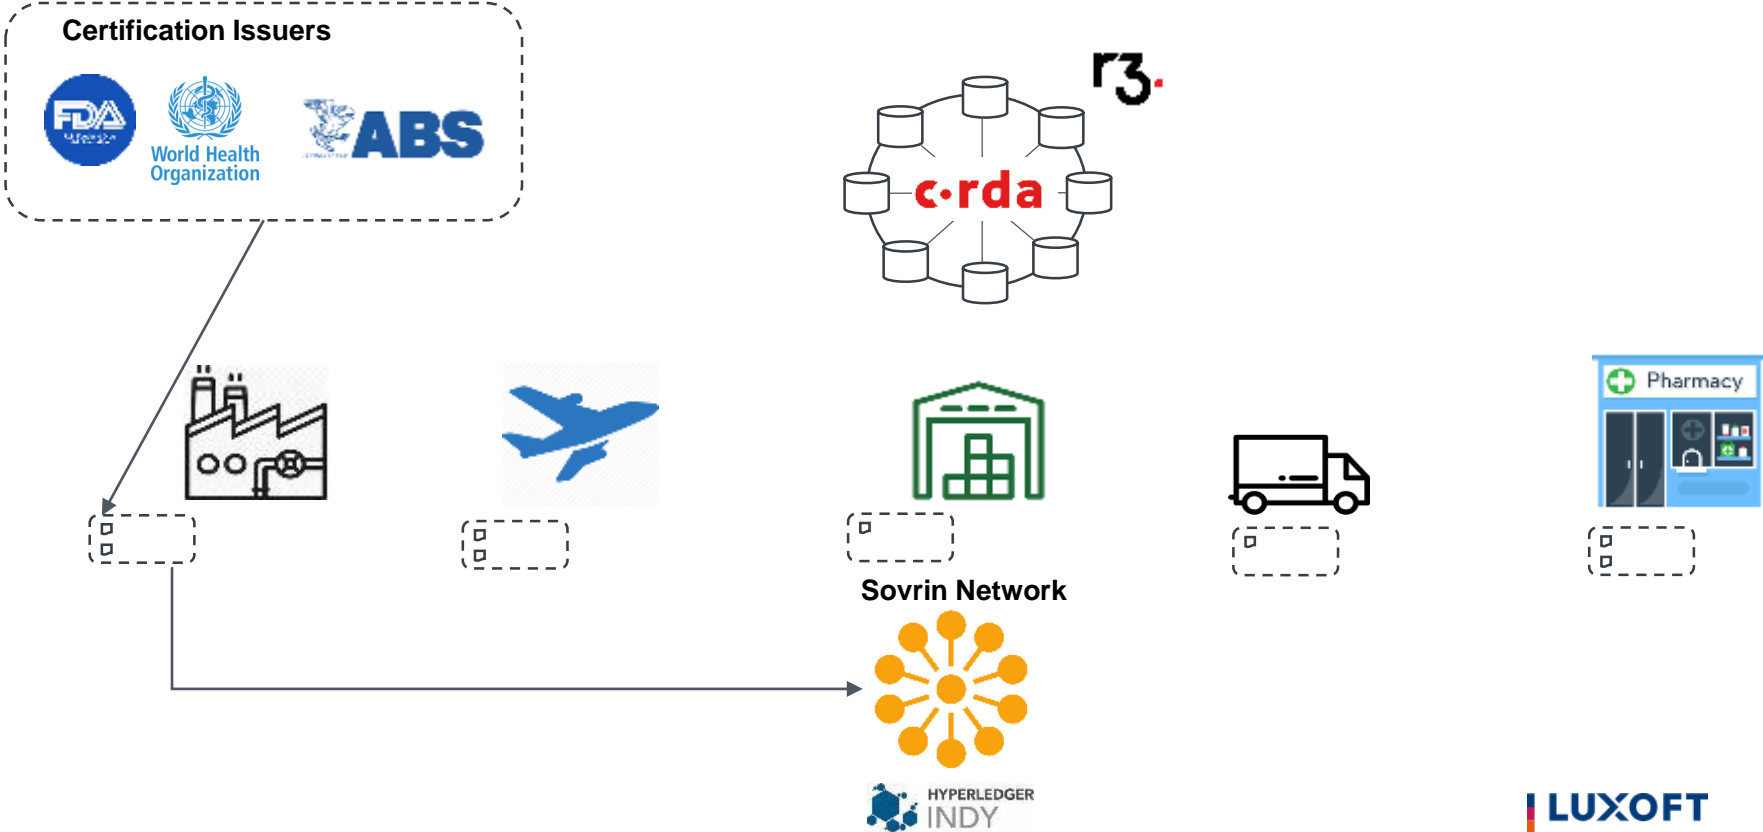 Certification Issuers
FDA
World Health
Organization
ABS
r3.
c·rda
Pharmacy
Sovrin Network
HYPERLEDGER
INDY
LUXOFT